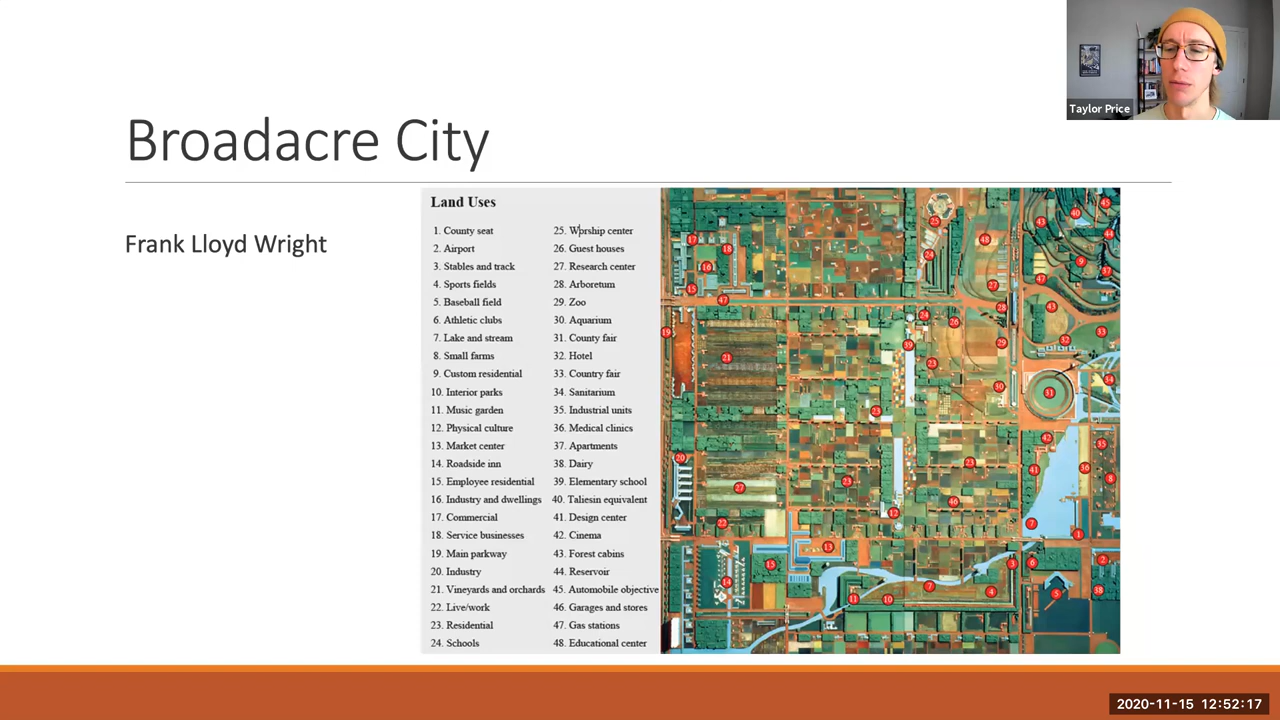 Taylor Price
Broadacre City
Frank Lloyd Wright
Land Uses
1. County seat
2. Airport
3. Stables and track
4. Sports fields
5. Baseball field
6. Athletic clubs
7. Lake and stream
8. Small farms
9. Custom residential
10. Interior parks
11. Music garden
12. Physical culture
13. Market center
14. Roadside inn
15. Employee residential
16. Industry and dwellings
17. Commercial
18. Service businesses
19. Main parkway
20. Industry
21. Vineyards and orchards
22. Live/work
23. Residential
24. Schools
25. Worship center
26. Guest houses
27. Research center
28. Arboretum
29. Zoo
30. Aquarium
31. County fair
32. Hotel
33. Country fair
34. Sanitarium
35. Industrial units
36. Medical clinics
37. Apartments
38. Dairy
39. Elementary school
40. Taliesin equivalent
41. Design center
42. Cinema
43. Forest cabins
44. Reservoir
45. Automobile objective
46. Garages and stores
47. Gas stations
48. Educational center
2020-11-15 12:52:17